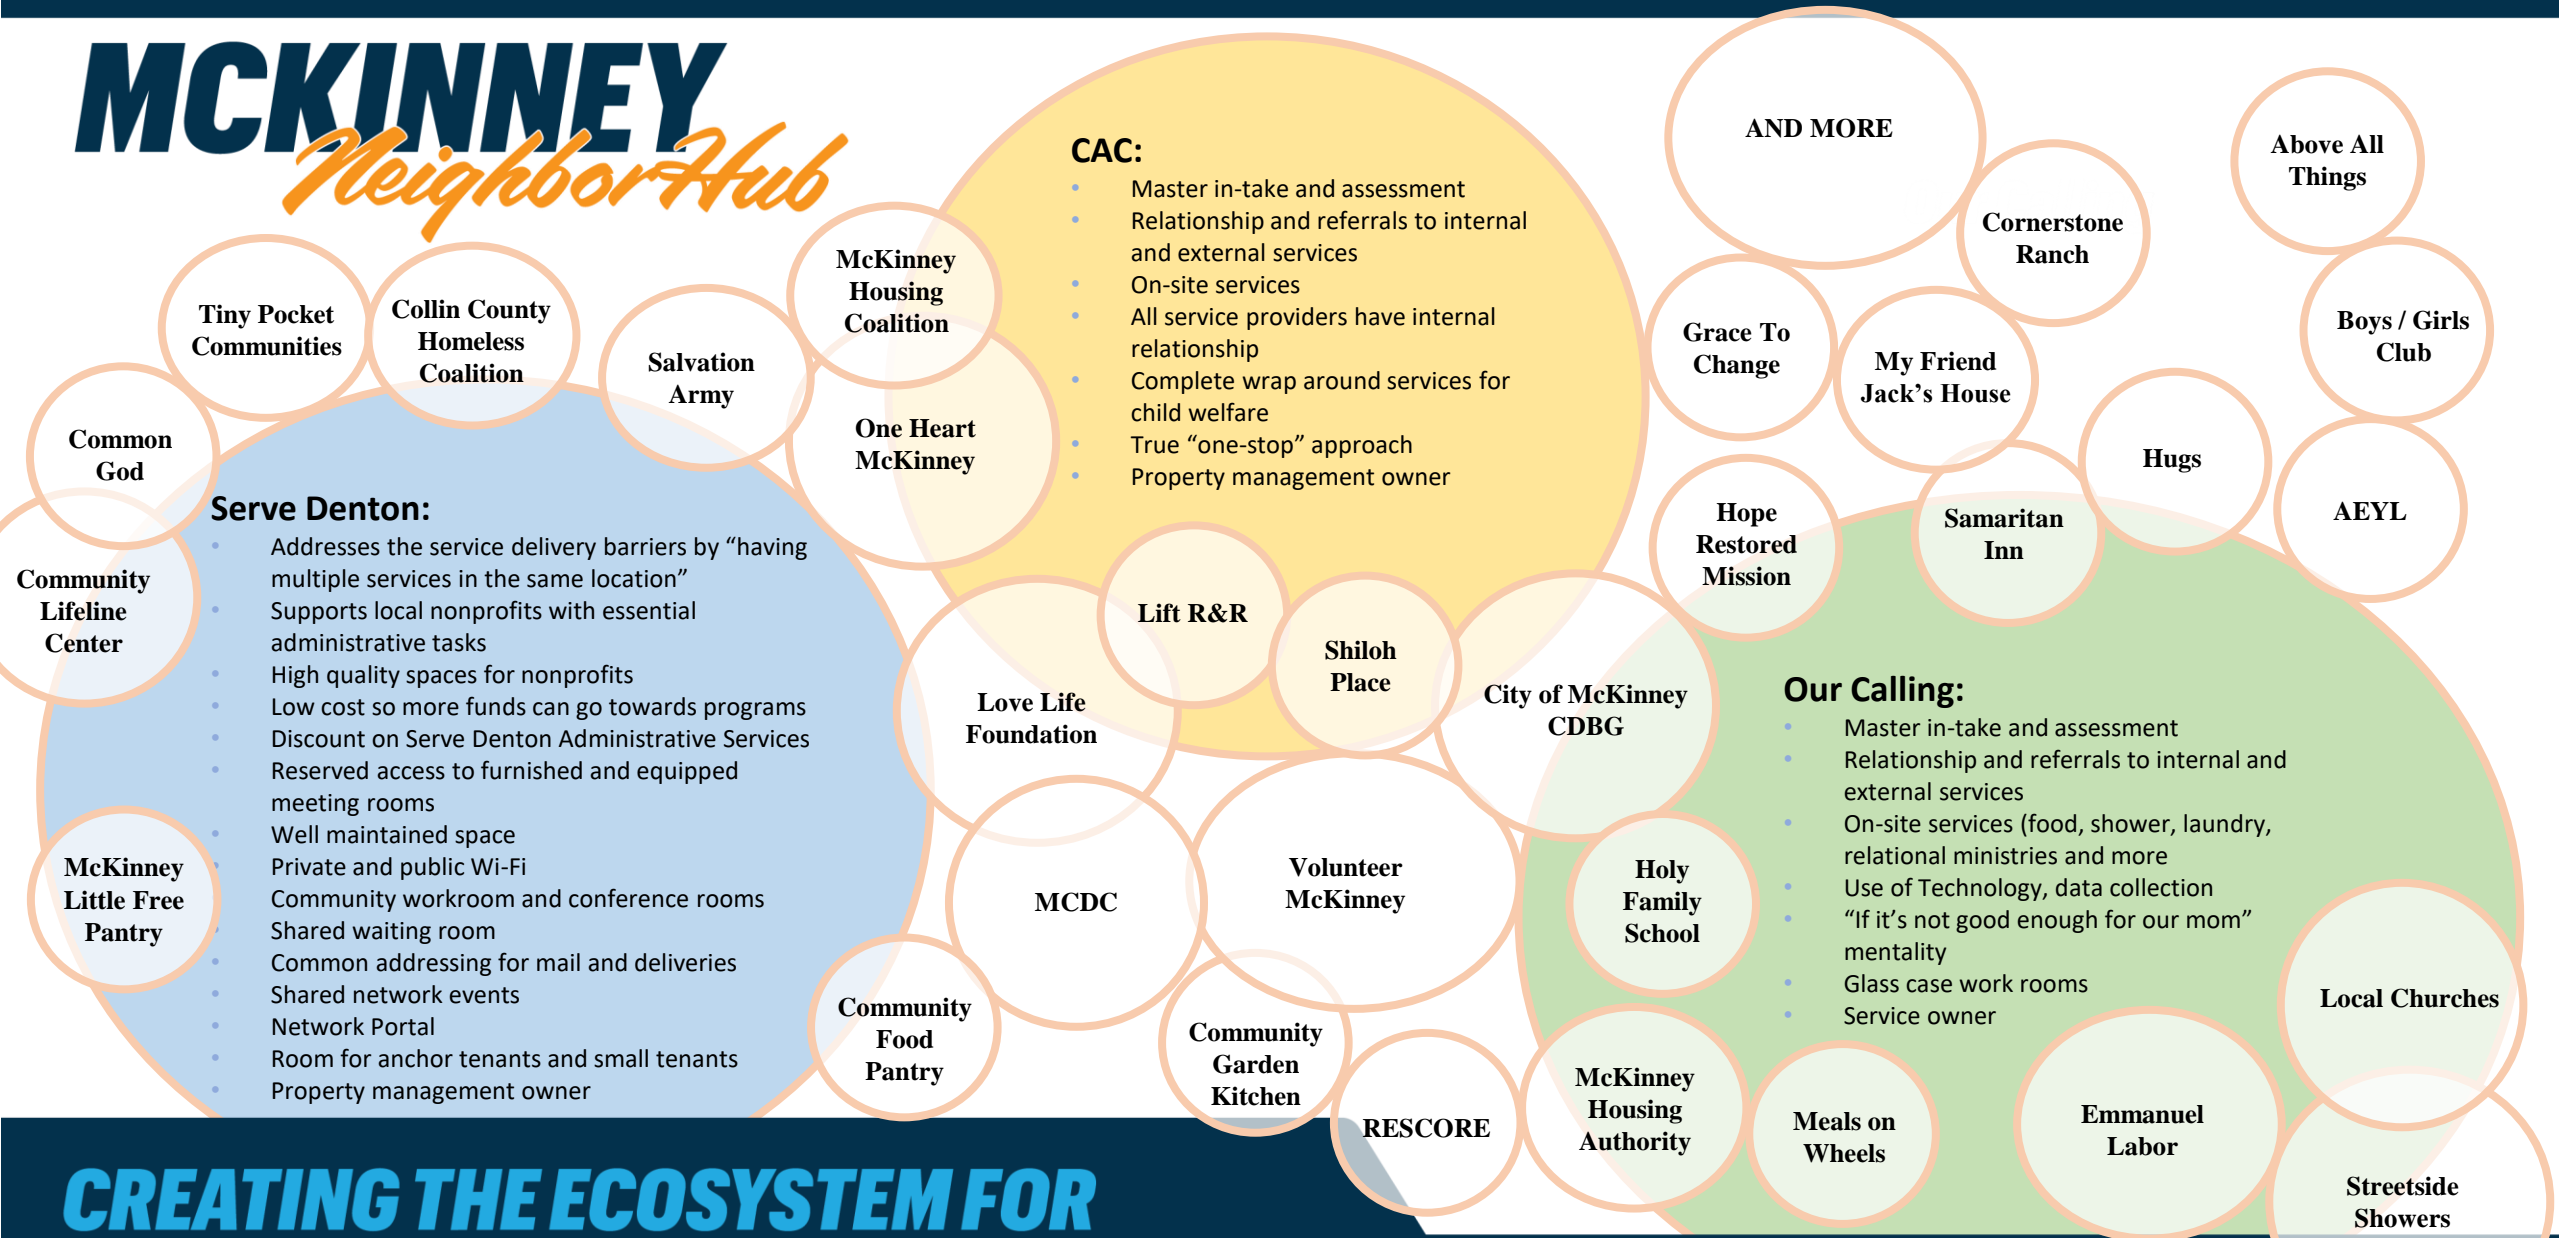 MCKINNEY
NeighborHub
CAC:
• Master in-take and assessment
• Relationship and referrals to internal
and external services
• On-site services
• All service providers have internal
relationship
• Complete wrap around services for
child welfare
• True “one-stop” approach
• Property management owner
AND MORE
Above All
Things
Cornerstone
Ranch
McKinney
Housing
Coalition
Tiny Pocket
Communities
Collin County
Homeless
Coalition
Salvation
Army
Grace To
Change
My Friend
Jack’s House
Boys / Girls
Club
Common
God
One Heart
McKinney
Hugs
AEYL
Hope
Restored
Mission
Samaritan
Inn
Community
Lifeline
Center
Serve Denton:
• Addresses the service delivery barriers by “having
multiple services in the same location”
• Supports local nonprofits with essential
administrative tasks
• High quality spaces for nonprofits
• Low cost so more funds can go towards programs
• Discount on Serve Denton Administrative Services
• Reserved access to furnished and equipped
meeting rooms
• Well maintained space
• Private and public Wi-Fi
• Community workroom and conference rooms
• Shared waiting room
• Common addressing for mail and deliveries
• Shared network events
• Network Portal
• Room for anchor tenants and small tenants
• Property management owner
McKinney
Little Free
Pantry
Lift R&R
Shiloh
Place
Love Life
Foundation
City of McKinney
CDBG
Our Calling:
• Master in-take and assessment
• Relationship and referrals to internal and
external services
• On-site services (food, shower, laundry,
relational ministries and more
• Use of Technology, data collection
• “If it’s not good enough for our mom”
mentality
• Glass case work rooms
• Service owner
MCDC
Volunteer
McKinney
Holy
Family
School
Community
Food
Pantry
Community
Garden
Kitchen
RESCORE
McKinney
Housing
Authority
Meals on
Wheels
Emmanuel
Labor
Local Churches
Streetside
Showers
CREATING THE ECOSYSTEM FOR